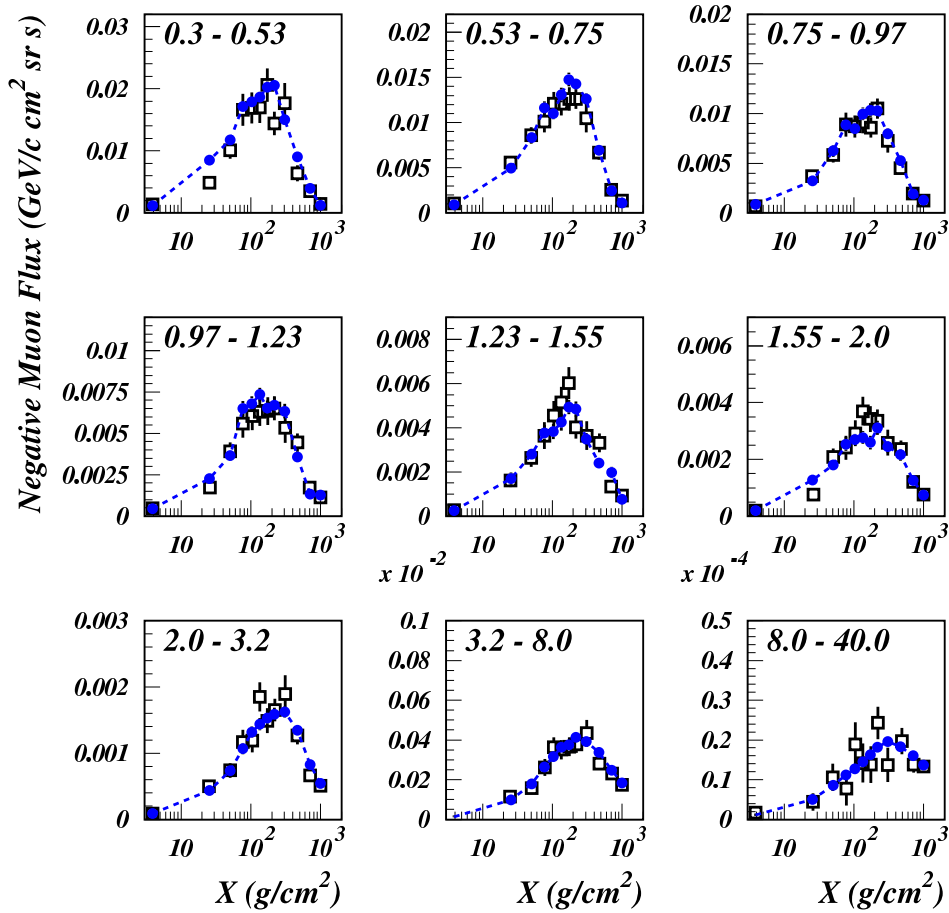 Negative Muon Flux (GeV/c cm² sr s)
0.3 - 0.53
0.03
0.02
0.01
0
10 10² 10³
0.53 - 0.75
0.02
0.015
0.01
0.005
0
10 10² 10³
0.75 - 0.97
0.02
0.015
0.01
0.005
0
10 10² 10³
0.97 - 1.23
0.01
0.0075
0.005
0.0025
0
10 10² 10³
1.23 - 1.55
0.008
0.006
0.004
0.002
0
10 10² 10³
1.55 - 2.0
0.006
0.004
0.002
0
10 10² 10³
2.0 - 3.2
0.003
0.002
0.001
0
10 10² 10³
X (g/cm²)
x 10⁻²
3.2 - 8.0
0.1
0.08
0.06
0.04
0.02
0
10 10² 10³
X (g/cm²)
x 10⁻⁴
8.0 - 40.0
0.5
0.4
0.3
0.2
0.1
0
10 10² 10³
X (g/cm²)